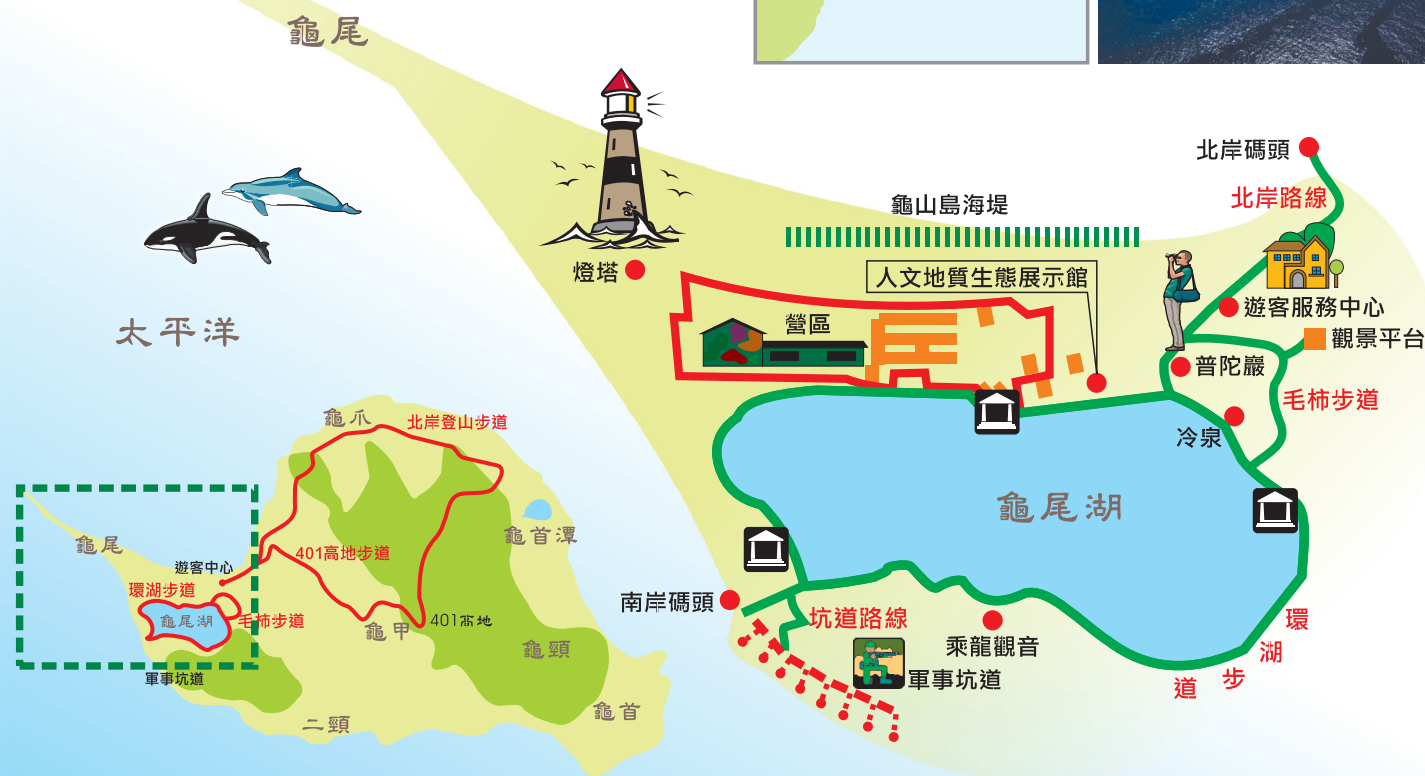 龜尾
太平洋
燈塔
龜山島海堤
人文地質生態展示館
營區
北岸碼頭
北岸路線
遊客服務中心
觀景平台
普陀巖
毛柿步道
冷泉
龜尾湖
南岸碼頭
坑道路線
軍事坑道
乘龍觀音
環湖步道
龜爪
北岸登山步道
龜首潭
龜尾
遊客中心
401高地步道
環湖步道
龜尾湖
毛柿步道
龜甲
401高地
龜頸
軍事坑道
二頸
龜首